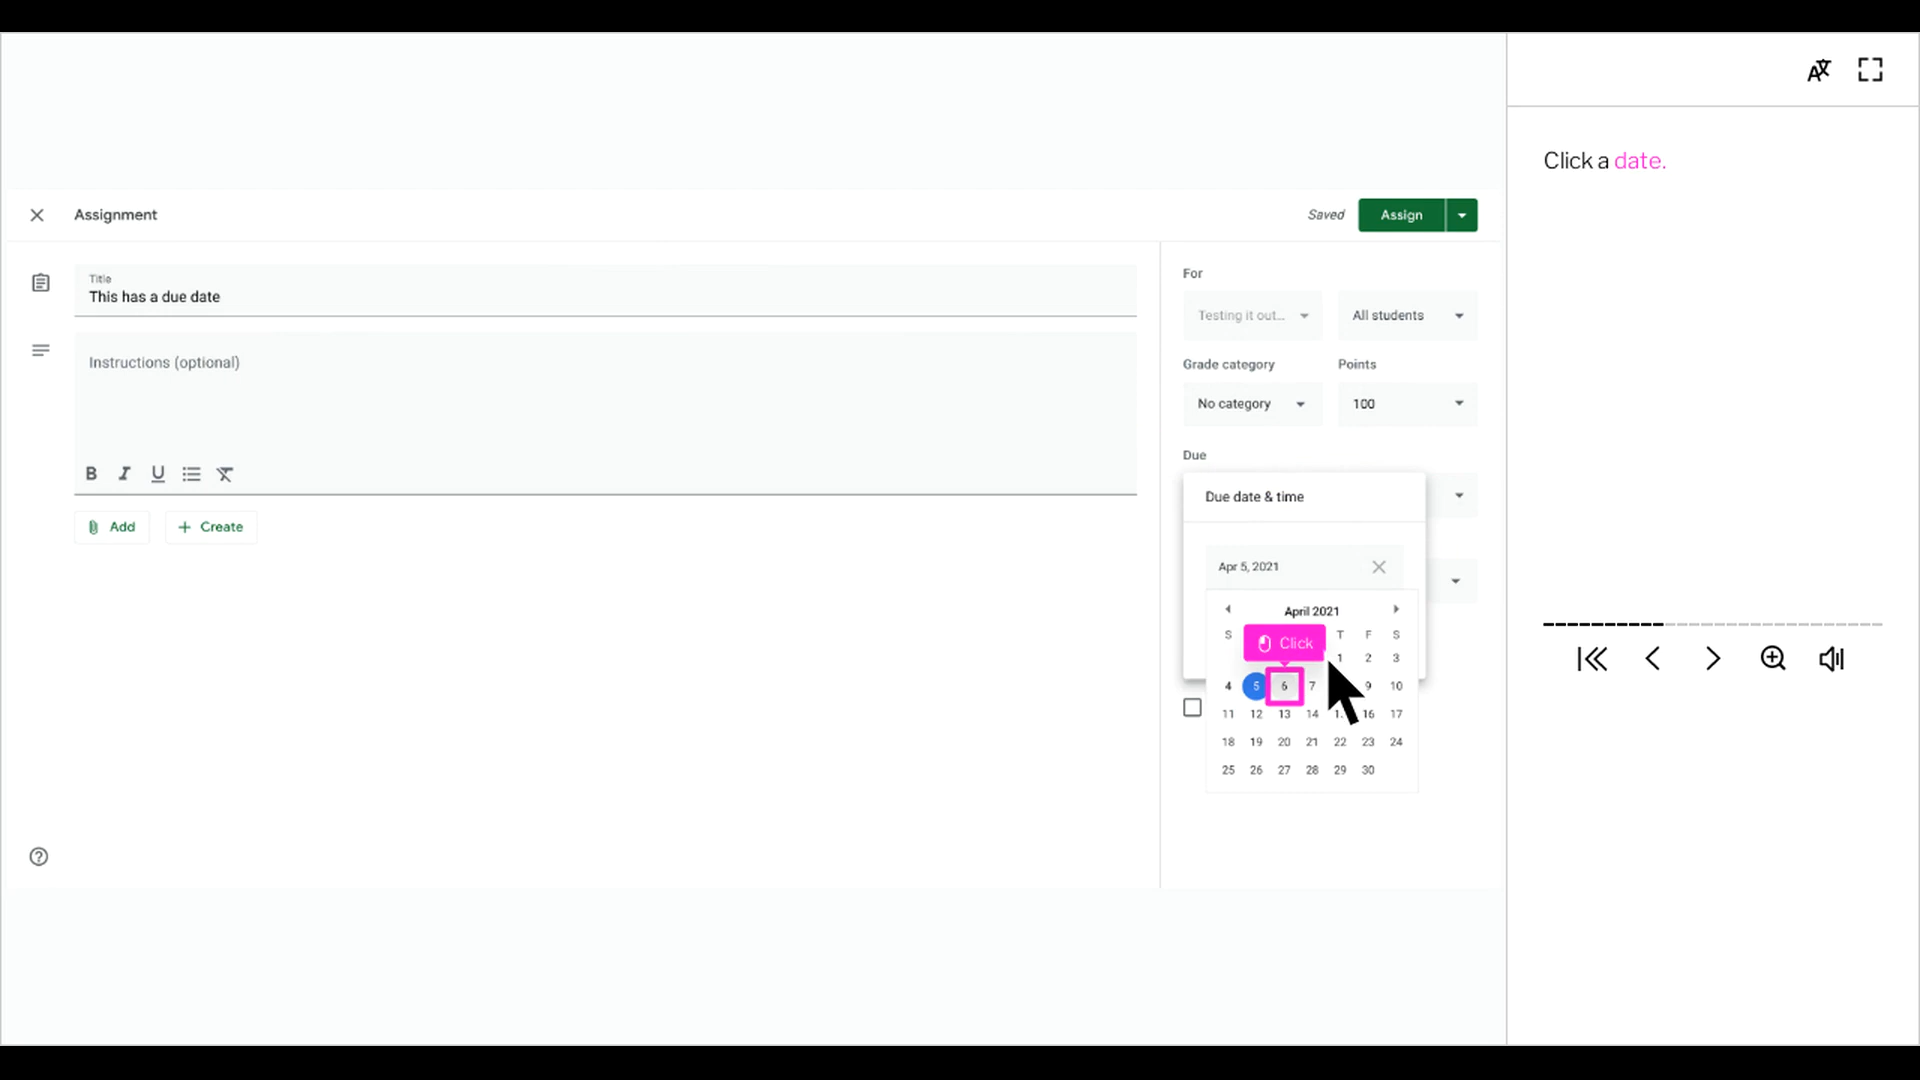 Click a date.
Assignment
Saved
Assign
Title
This has a due date
Instructions (optional)
B I U
Add
Create
For
Testing it out...
All students
Grade category
Points
No category
100
Due
Due date & time
Apr 5, 2021
April 2021
S T F S
Click
1 2 3
4 5 6 7 9 10
11 12 13 14 16 17
18 19 20 21 22 23 24
25 26 27 28 29 30